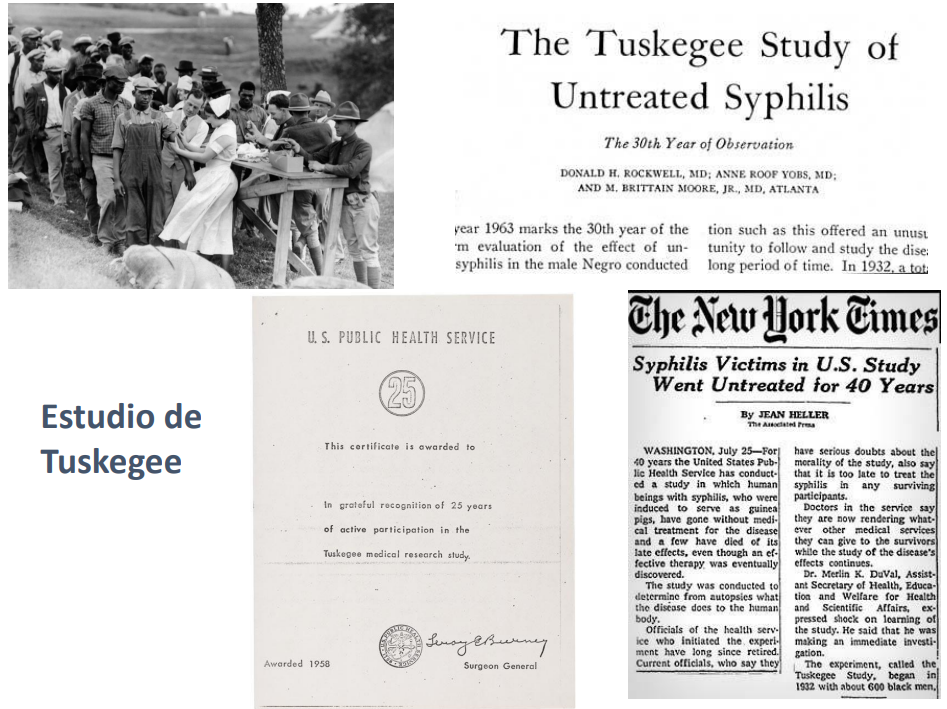 The Tuskegee Study of
Untreated Syphilis
The 30th Year of Observation
DONALD H. ROCKWELL, MD; ANNE ROOF YOBS, MD;
AND M. BRITTAIN MOORE, JR., MD, ATLANTA
year 1963 marks the 30th year of the
m evaluation of the effect of un-
syphilis in the male Negro conducted
tion such as this offered an unusu
tunity to follow and study the dise
long period of time. In 1932, a tot
Estudio de
Tuskegee
U.S. PUBLIC HEALTH SERVICE
25
This certificate is awarded to
In grateful recognition of 25 years
of active participation in the
Tuskegee medical research study.
Awarded 1958
Surgeon General
The New York Times
Syphilis Victims in U.S. Study
Went Untreated for 40 Years
By JEAN HELLER
The Associated Press
WASHINGTON, July 25—For
40 years the United States Pub-
lic Health Service has conduct-
ed a study in which human
beings with syphilis, who were
induced to serve as guinea
pigs, have gone without medi-
cal treatment for the disease
and a few have died of its
late effects, even though an ef-
fective therapy was eventually
discovered.
The study was conducted to
determine from autopsies what
the disease does to the human
body.
Officials of the health serv-
ice who initiated the experi-
ment have long since retired.
Current officials, who say they
have serious doubts about the
morality of the study, also say
that it is too late to treat the
syphilis in any surviving
participants.
Doctors in the service say
they are now rendering what-
ever other medical services
they can give to the survivors
while the study of the disease's
effects continues.
Dr. Merlin K. DuVal, Assist-
ant Secretary of Health, Educa-
tion and Welfare for Health
and Scientific Affairs, ex-
pressed shock on learning of
the study. He said that he was
making an immediate investi-
gation.
The experiment, called the
Tuskegee Study, began in
1932 with about 600 black men,